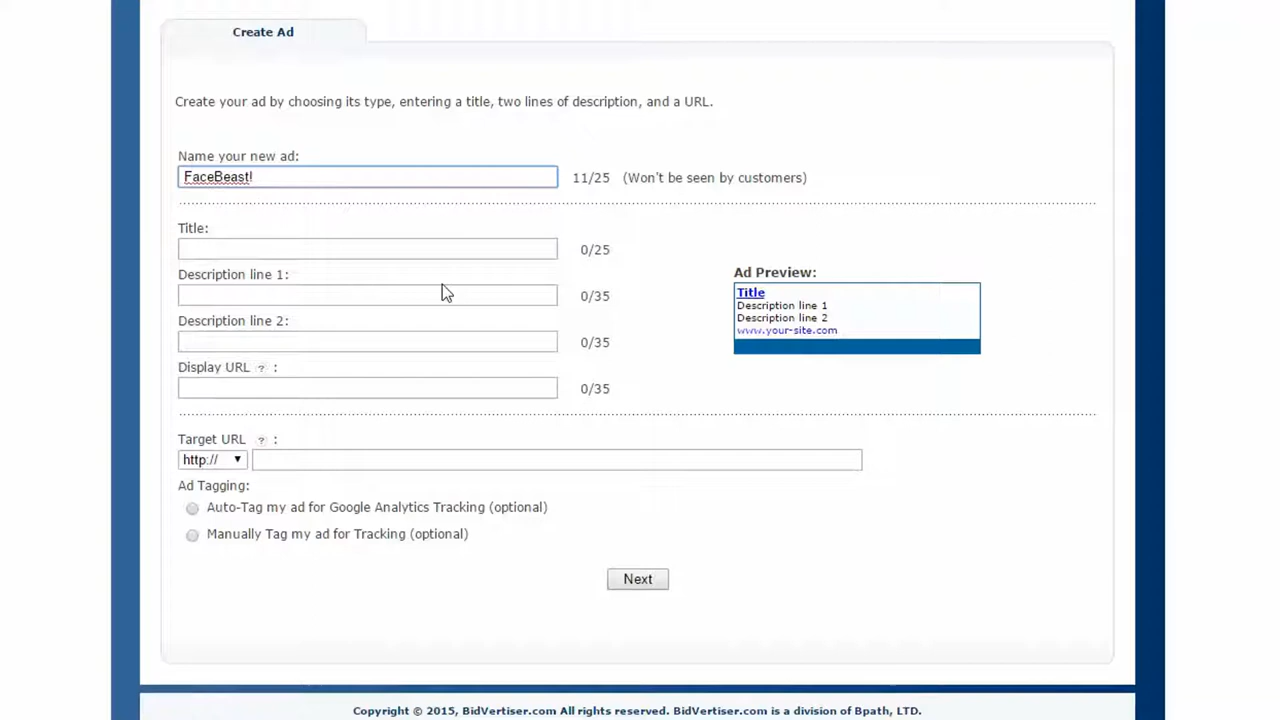 Create Ad
Create your ad by choosing its type, entering a title, two lines of description, and a URL.
Name your new ad:
FaceBeast!
11/25 (Won't be seen by customers)
Title:
0/25
Description line 1:
0/35
Description line 2:
0/35
Display URL ? :
0/35
Ad Preview:
Title
Description line 1
Description line 2
www.your-site.com
Target URL ? :
http://
Ad Tagging:
Auto-Tag my ad for Google Analytics Tracking (optional)
Manually Tag my ad for Tracking (optional)
Next
Copyright © 2015, BidVertiser.com All rights reserved. BidVertiser.com is a division of Bpath, LTD.